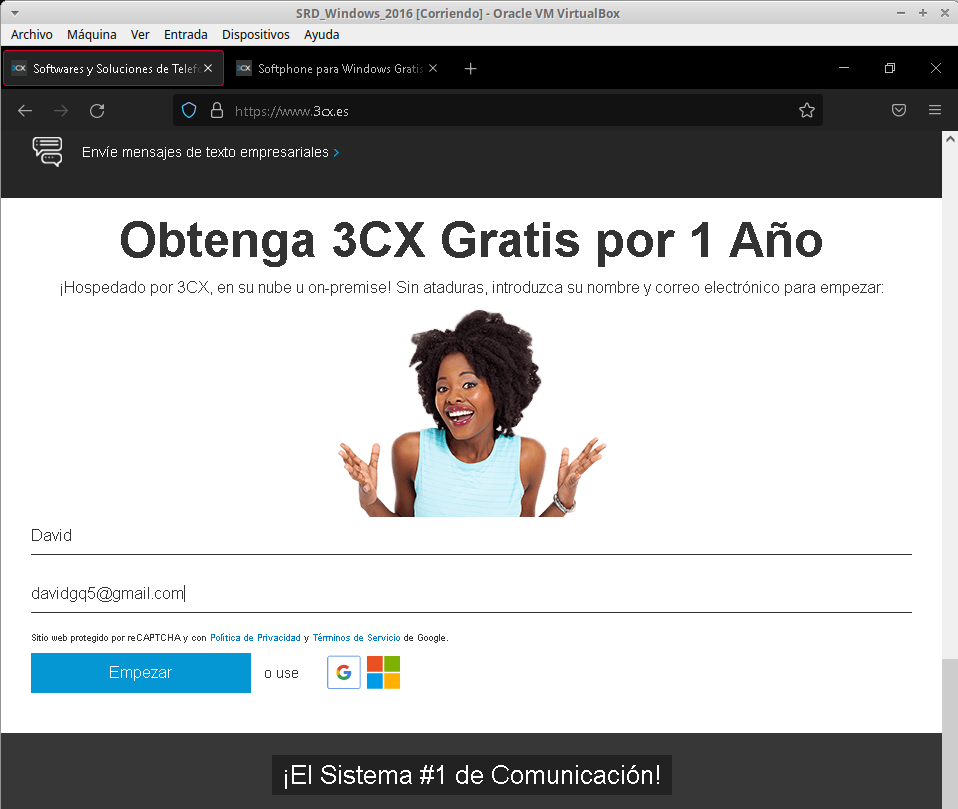 SRD_Windows_2016 [Corriendo] - Oracle VM VirtualBox
Archivo Máquina Ver Entrada Dispositivos Ayuda
3CX Softwares y Soluciones de Telefo 3CX Softphone para Windows Gratis
https://www.3cx.es
Envíe mensajes de texto empresariales >
Obtenga 3CX Gratis por 1 Año
¡Hospedado por 3CX, en su nube u on-premise! Sin ataduras, introduzca su nombre y correo electrónico para empezar:
David
davidgq5@gmail.com
Sitio web protegido por reCAPTCHA y con Política de Privacidad y Términos de Servicio de Google.
Empezar o use G
¡El Sistema #1 de Comunicación!